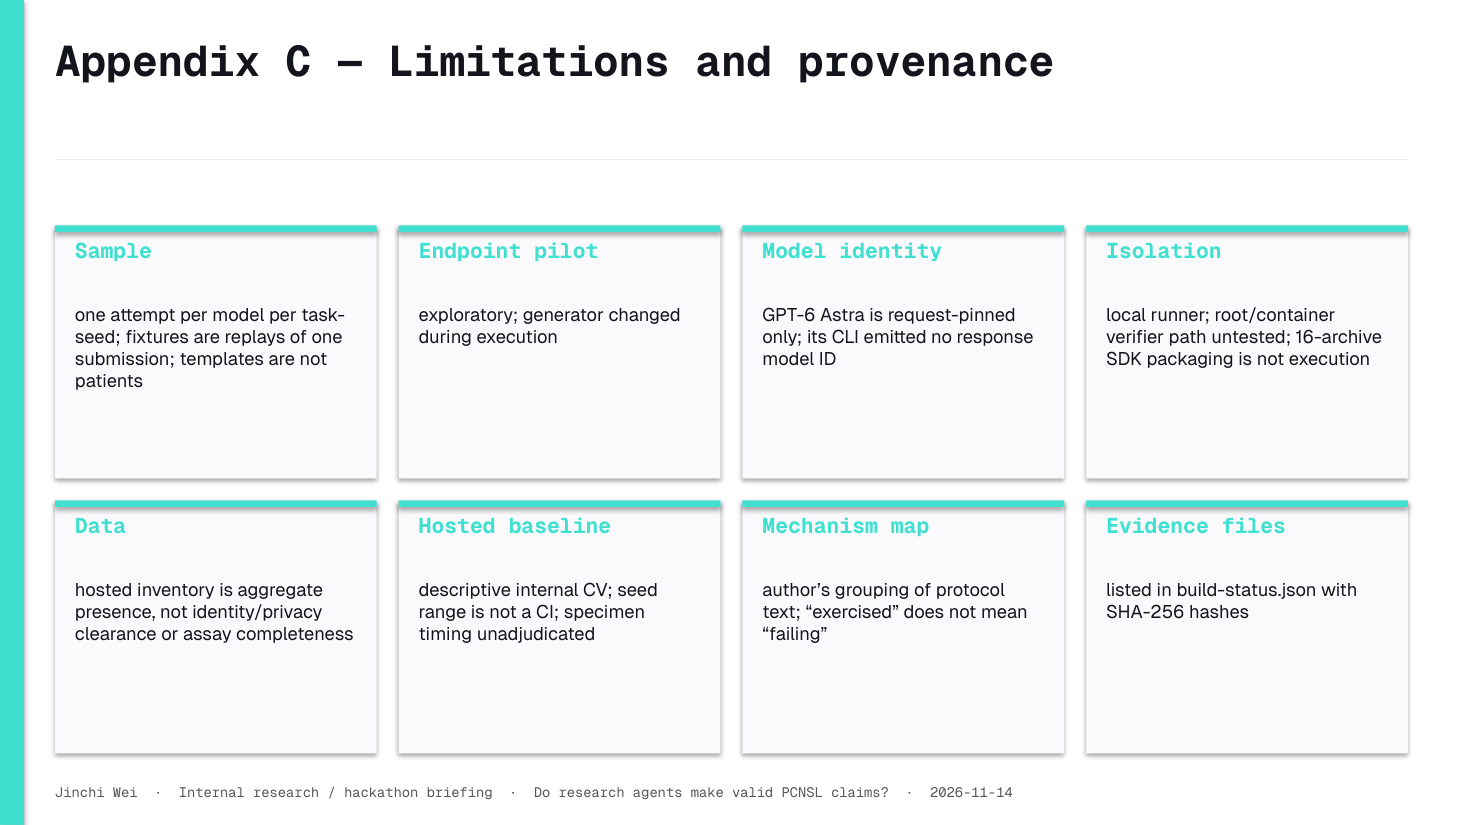 Appendix C — Limitations and provenance
Sample
one attempt per model per task-
seed; fixtures are replays of one
submission; templates are not
patients
Endpoint pilot
exploratory; generator changed
during execution
Model identity
GPT-6 Astra is request-pinned
only; its CLI emitted no response
model ID
Isolation
local runner; root/container
verifier path untested; 16-archive
SDK packaging is not execution
Data
hosted inventory is aggregate
presence, not identity/privacy
clearance or assay completeness
Hosted baseline
descriptive internal CV; seed
range is not a CI; specimen
timing unadjudicated
Mechanism map
author’s grouping of protocol
text; “exercised” does not mean
“failing”
Evidence files
listed in build-status.json with
SHA-256 hashes
Jinchi Wei · Internal research / hackathon briefing · Do research agents make valid PCNSL claims? · 2026-11-14